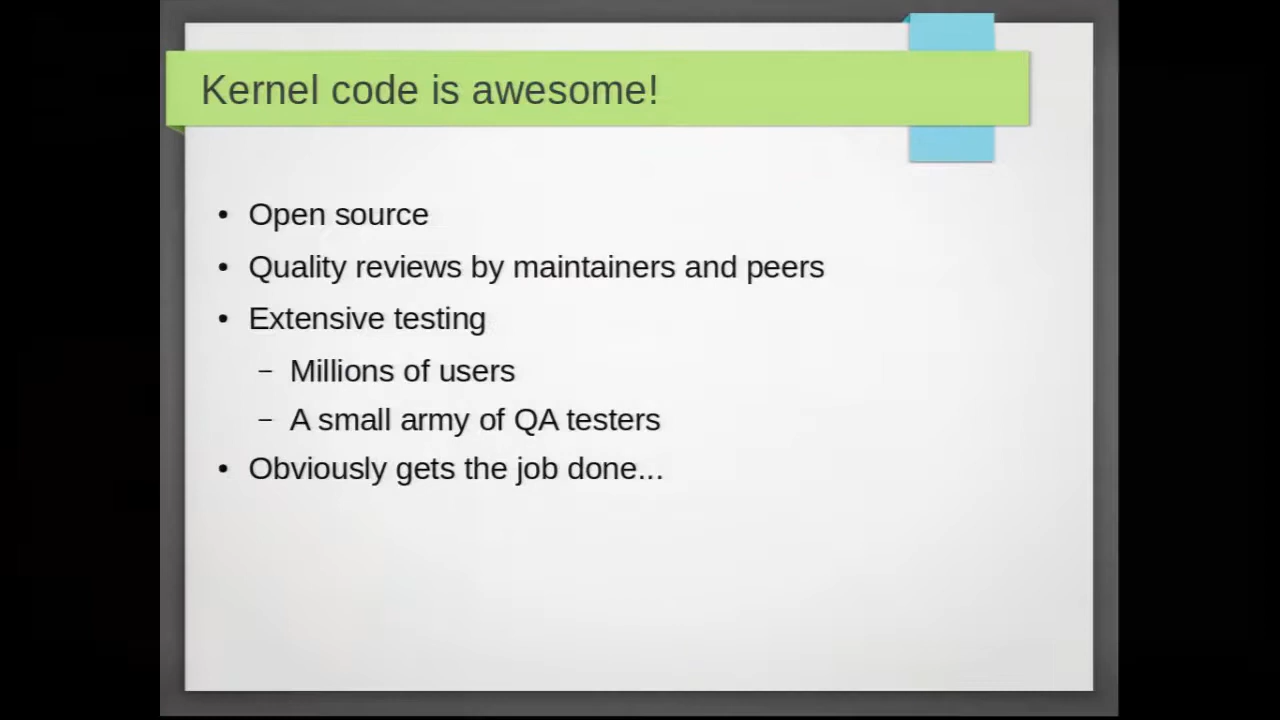 Kernel code is awesome!
• Open source
• Quality reviews by maintainers and peers
• Extensive testing
– Millions of users
– A small army of QA testers
• Obviously gets the job done...